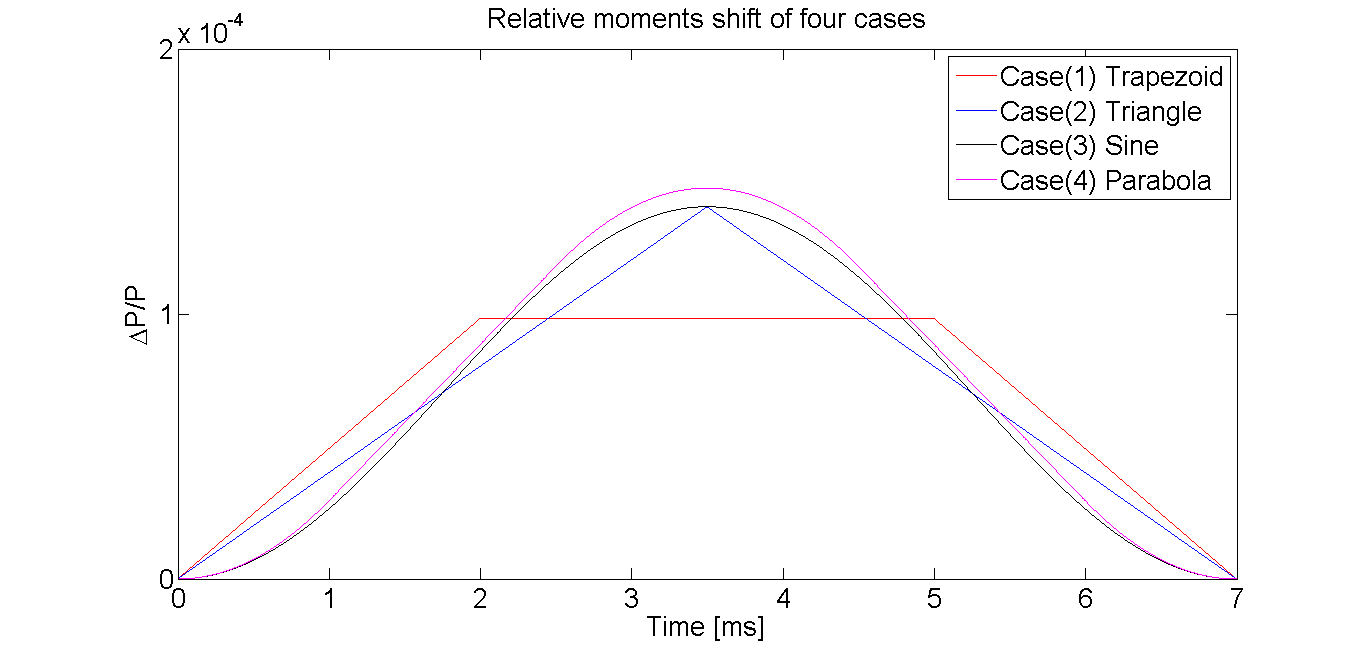 Relative moments shift of four cases
x 10^-4
2
1
0
ΔP/P
Case(1) Trapezoid
Case(2) Triangle
Case(3) Sine
Case(4) Parabola
0 1 2 3 4 5 6 7
Time [ms]